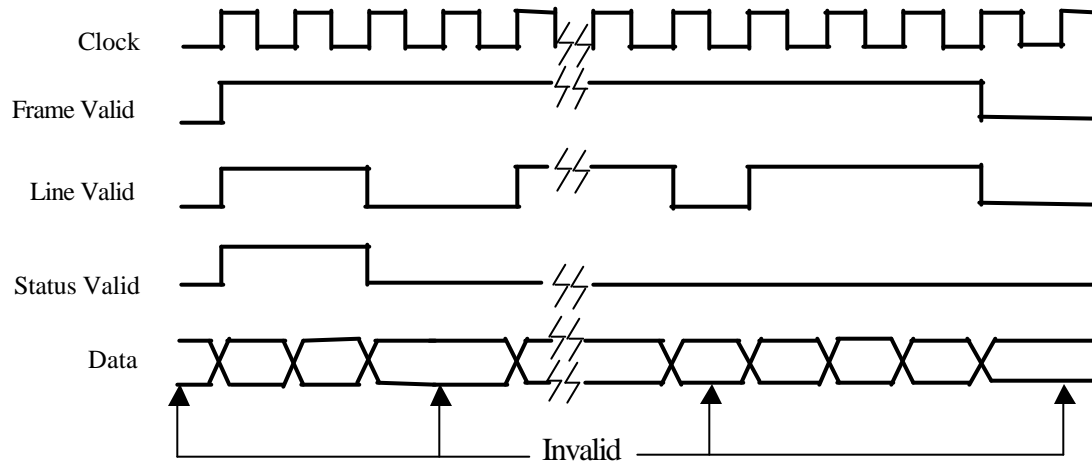 Clock
Frame Valid
Line Valid
Status Valid
Data
Invalid